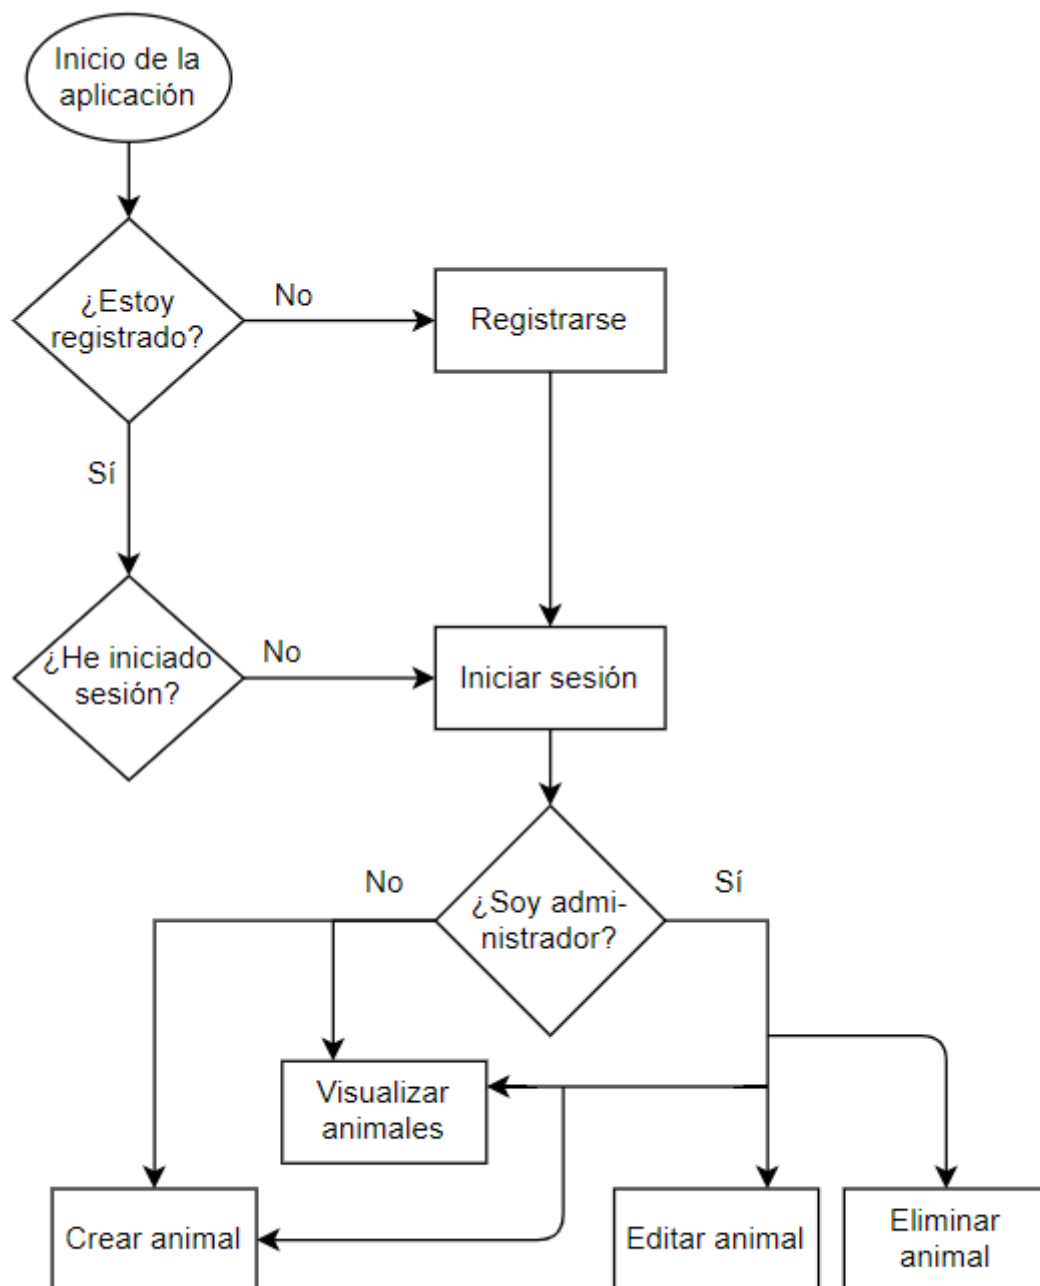 Inicio de la
aplicación
¿Estoy
registrado?
No
Registrarse
Sí
¿He iniciado
sesión?
No
Iniciar sesión
No
¿Soy admi-
nistrador?
Sí
Visualizar
animales
Crear animal
Editar animal
Eliminar
animal